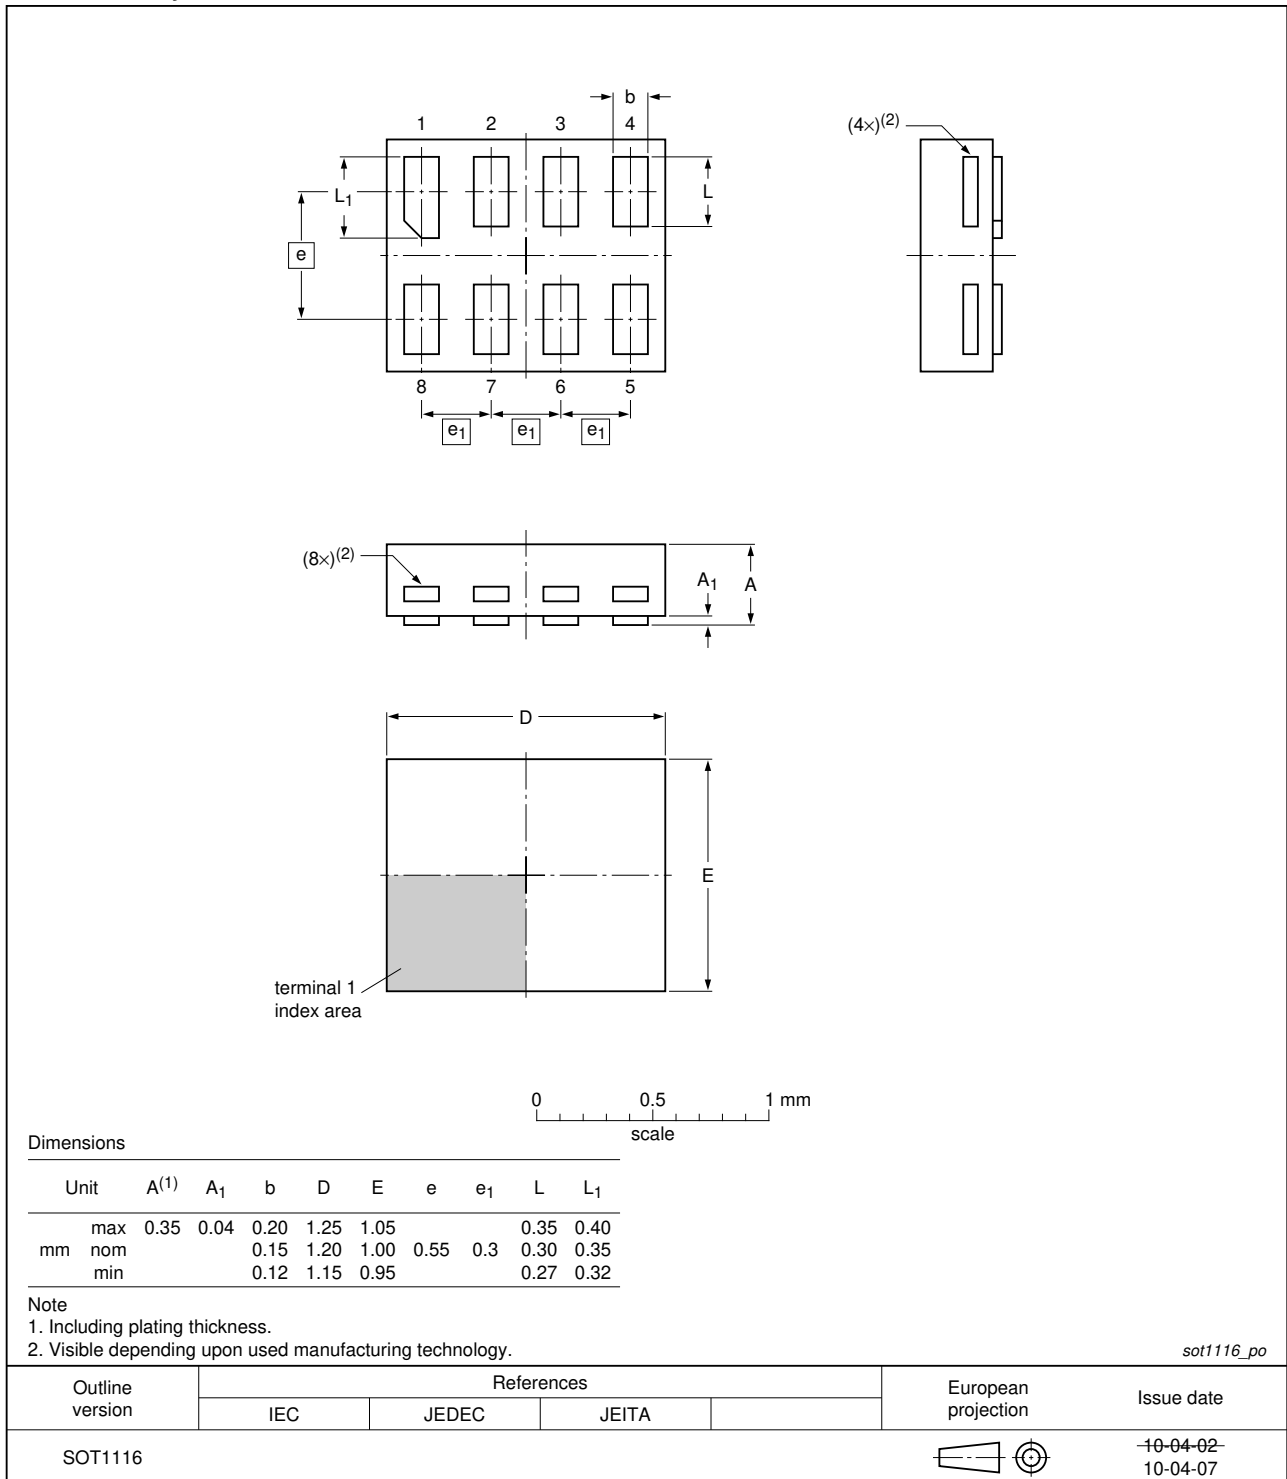 b
1 2 3 4
(4×)(2)
L1
L
e
8 7 6 5
e1 e1 e1
(8×)(2)
A1 A
D
E
terminal 1
index area
0 0.5 1 mm
scale
Dimensions
Unit A(1) A1 b D E e e1 L L1
max 0.35 0.04 0.20 1.25 1.05 0.35 0.40
mm nom 0.15 1.20 1.00 0.55 0.3 0.30 0.35
min 0.12 1.15 0.95 0.27 0.32
Note
1. Including plating thickness.
2. Visible depending upon used manufacturing technology.
sot1116_po
Outline version References European projection Issue date
IEC JEDEC JEITA
SOT1116 10-04-02
10-04-07